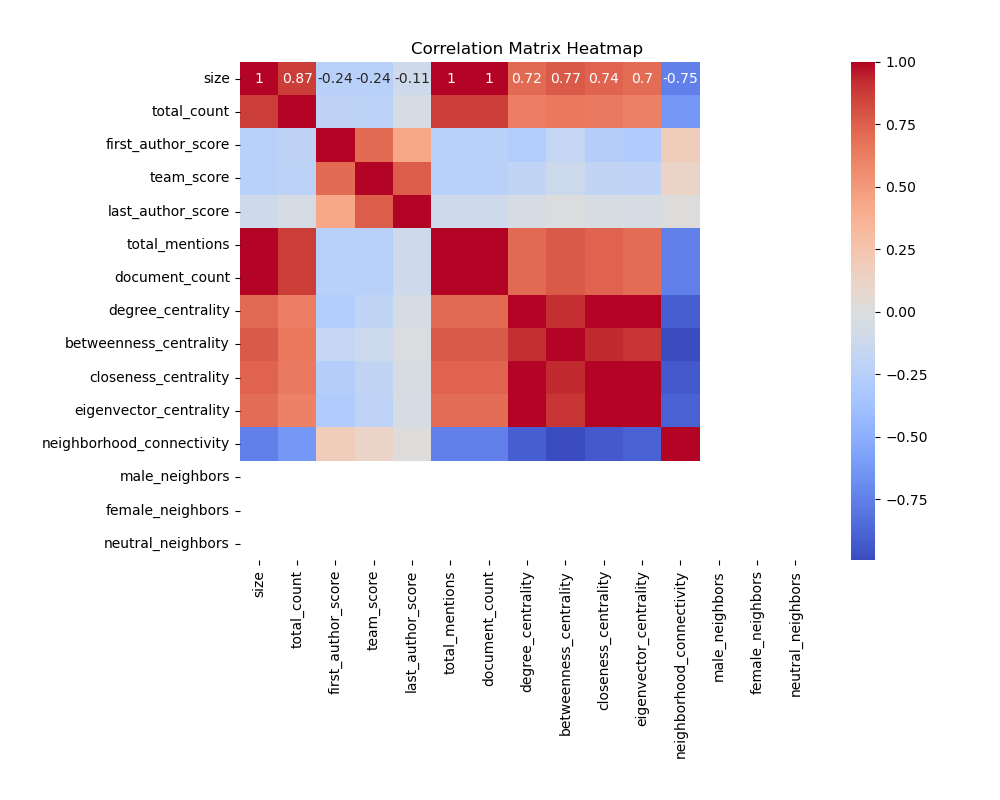 Correlation Matrix Heatmap
size 1 0.87 -0.24 -0.24 -0.11 1 1 0.72 0.77 0.74 0.7 -0.75
total_count
first_author_score
team_score
last_author_score
total_mentions
document_count
degree_centrality
betweenness_centrality
closeness_centrality
eigenvector_centrality
neighborhood_connectivity
male_neighbors
female_neighbors
neutral_neighbors
size
total_count
first_author_score
team_score
last_author_score
total_mentions
document_count
degree_centrality
betweenness_centrality
closeness_centrality
eigenvector_centrality
neighborhood_connectivity
male_neighbors
female_neighbors
neutral_neighbors
1.00
0.75
0.50
0.25
0.00
−0.25
−0.50
−0.75